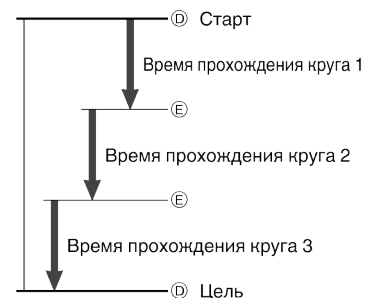 Ⓓ Старт
Время прохождения круга 1
Ⓔ
Время прохождения круга 2
Ⓔ
Время прохождения круга 3
Ⓓ Цель